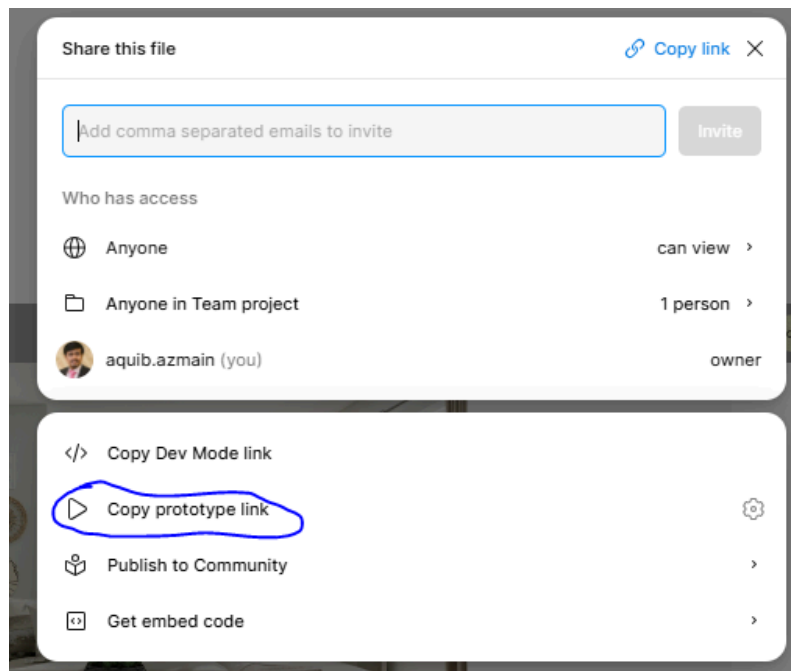 Share this file
Copy link
Add comma separated emails to invite
Invite
Who has access
Anyone
can view
Anyone in Team project
1 person
aquib.azmain (you)
owner
Copy Dev Mode link
Copy prototype link
Publish to Community
Get embed code